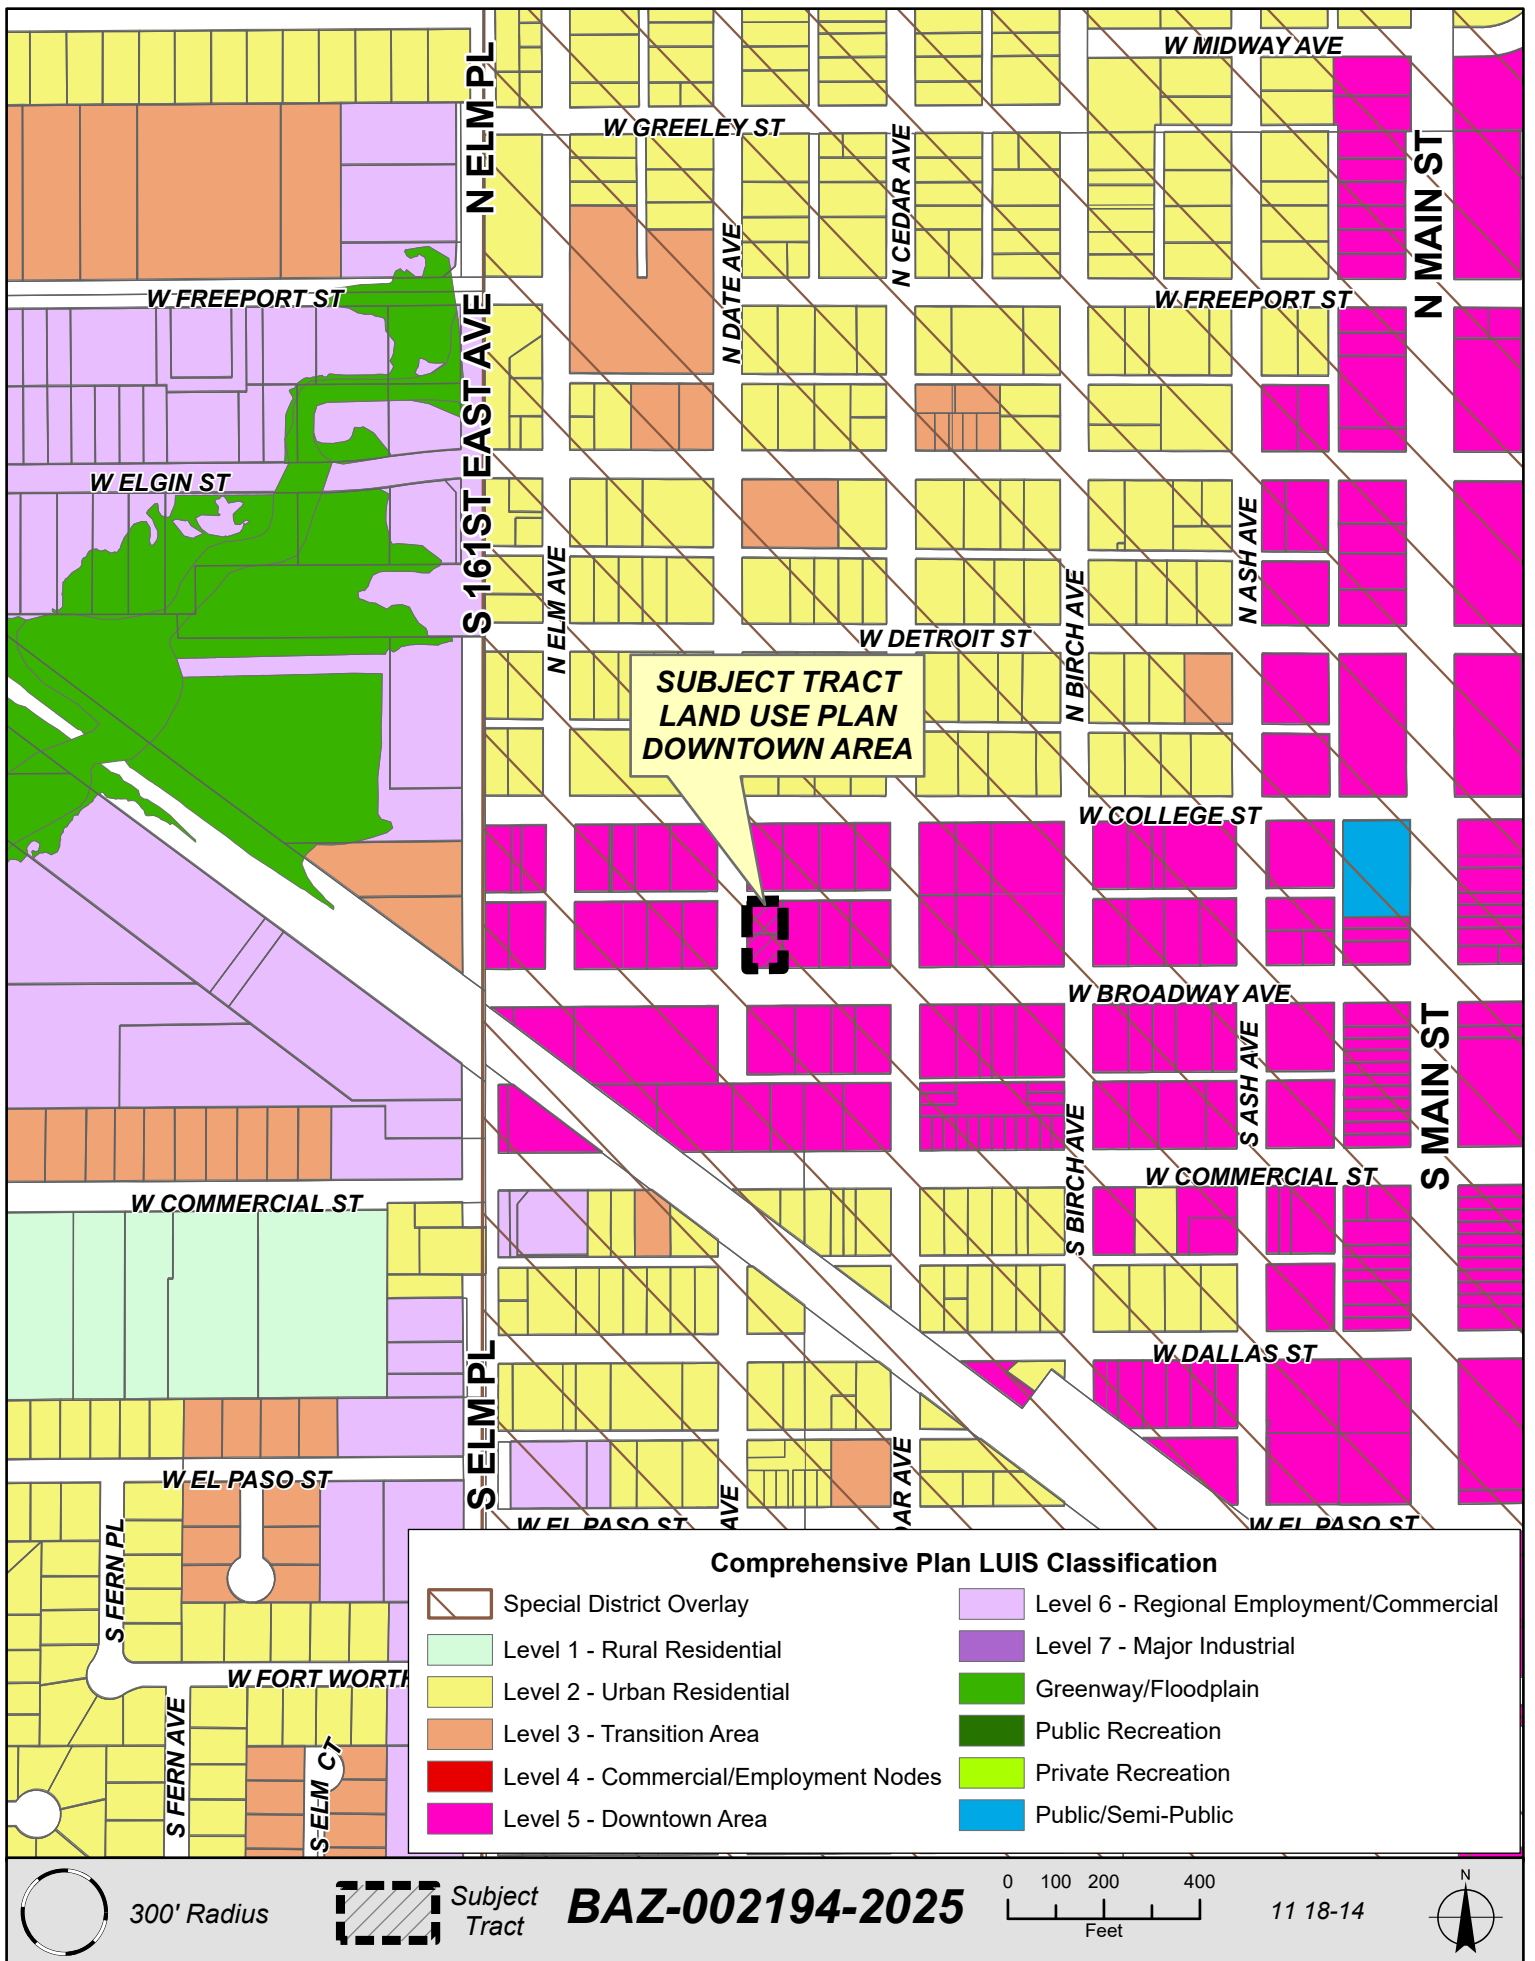 W MIDWAY AVE
N ELM PL
W GREELEY ST
N CEDAR AVE
N MAIN ST
N DATE AVE
W FREEPORT ST
W FREEPORT ST
S 161ST EAST AVE
W ELGIN ST
N ELM AVE
N ASH AVE
N BIRCH AVE
W DETROIT ST
SUBJECT TRACT
LAND USE PLAN
DOWNTOWN AREA
W COLLEGE ST
W BROADWAY AVE
S MAIN ST
S ASH AVE
S BIRCH AVE
W COMMERCIAL ST
W COMMERCIAL ST
W DALLAS ST
S ELM PL
W EL PASO ST
AVE
DAR AVE
W EL PASO ST
W EL PASO ST
S FERN PL
W FORT WORTH
S FERN AVE
S ELM CT
Comprehensive Plan LUIS Classification
Special District Overlay
Level 1 - Rural Residential
Level 2 - Urban Residential
Level 3 - Transition Area
Level 4 - Commercial/Employment Nodes
Level 5 - Downtown Area
Level 6 - Regional Employment/Commercial
Level 7 - Major Industrial
Greenway/Floodplain
Public Recreation
Private Recreation
Public/Semi-Public
300' Radius
Subject
Tract
BAZ-002194-2025
0 100 200 400
Feet
11 18-14
N